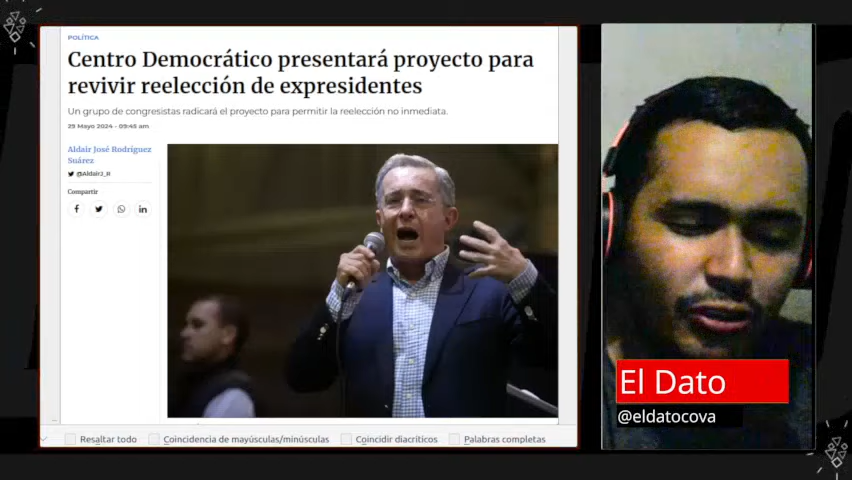 POLÍTICA
Centro Democrático presentará proyecto para
revivir reelección de expresidentes
Un grupo de congresistas radicará el proyecto para permitir la reelección no inmediata.
29 Mayo 2024 - 09:46 am
Aldair José Rodríguez
Suárez
@AldairJ_R
Compartir
Resaltar todo
Coincidencia de mayúsculas/minúsculas
Coincidir diacríticos
Palabras completas
El Dato
@eldatocova